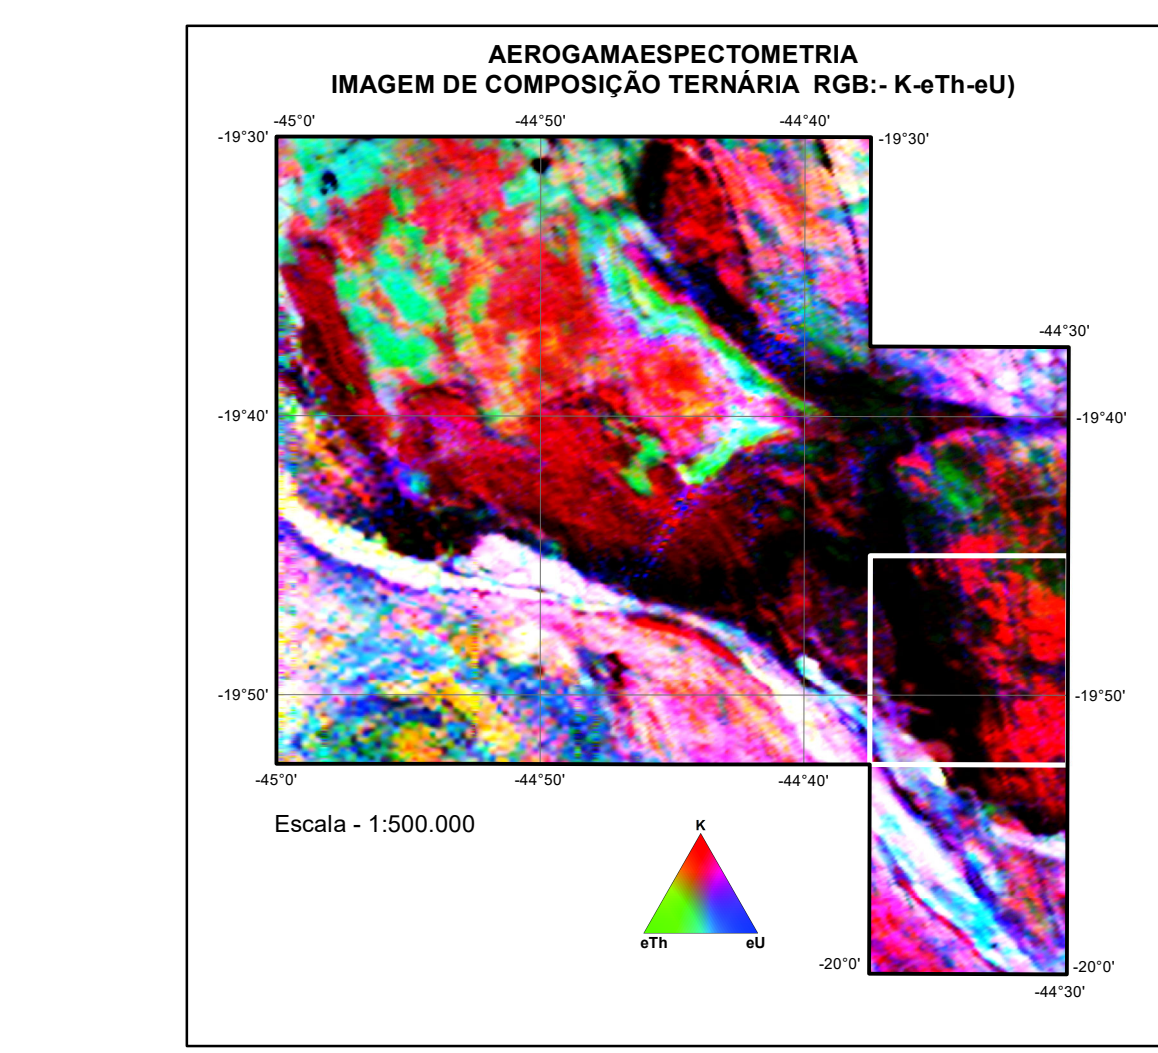 AEROGAMAESPECTOMETRIA
IMAGEM DE COMPOSIÇÃO TERNÁRIA RGB:- K-eTh-eU)
-45°0' -44°50' -44°40'
-19°30' -19°30'
-44°30'
-19°40' -19°40'
-19°50' -19°50'
-45°0' -44°50' -44°40'
Escala - 1:500.000
K
eTh eU
-20°0' -20°0'
-44°30'